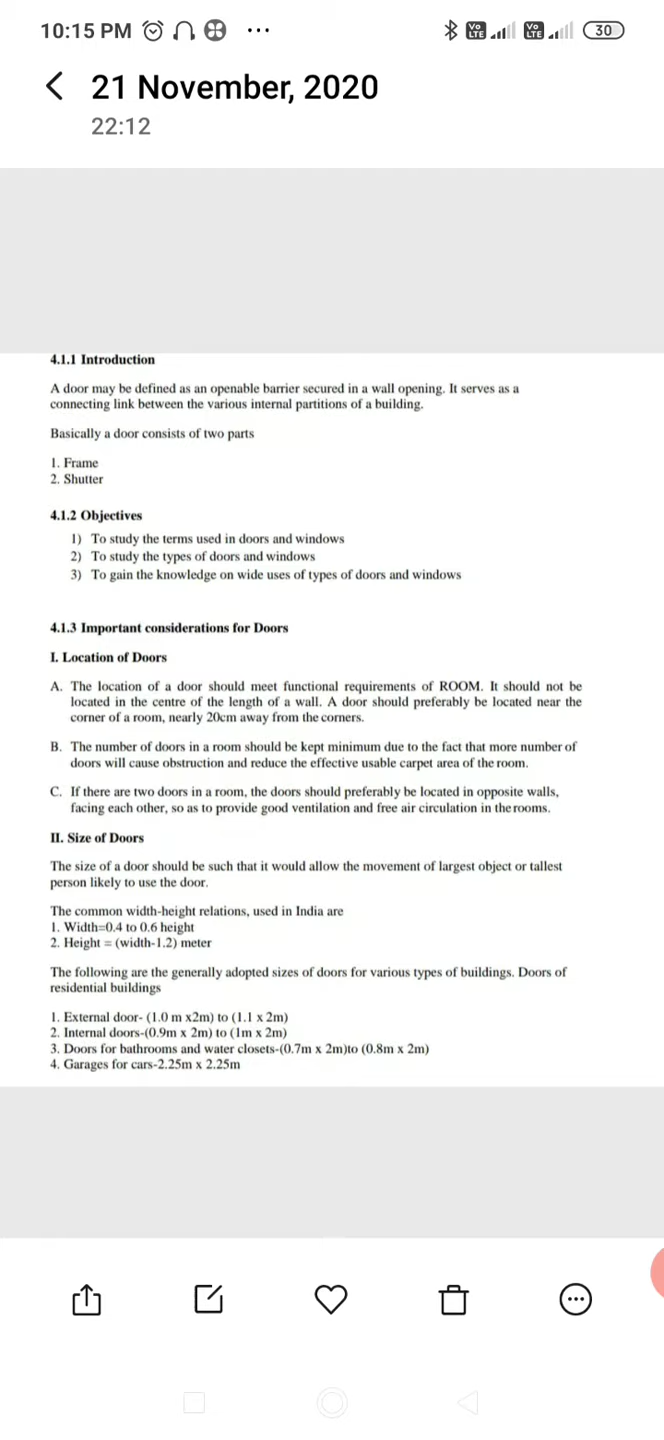 10:15 PM
Vo LTE
Vo LTE
30
21 November, 2020
22:12
4.1.1 Introduction
A door may be defined as an openable barrier secured in a wall opening. It serves as a
connecting link between the various internal partitions of a building.
Basically a door consists of two parts
1. Frame
2. Shutter
4.1.2 Objectives
1) To study the terms used in doors and windows
2) To study the types of doors and windows
3) To gain the knowledge on wide uses of types of doors and windows
4.1.3 Important considerations for Doors
I. Location of Doors
A. The location of a door should meet functional requirements of ROOM. It should not be
located in the centre of the length of a wall. A door should preferably be located near the
corner of a room, nearly 20cm away from the corners.
B. The number of doors in a room should be kept minimum due to the fact that more number of
doors will cause obstruction and reduce the effective usable carpet area of the room.
C. If there are two doors in a room, the doors should preferably be located in opposite walls,
facing each other, so as to provide good ventilation and free air circulation in the rooms.
II. Size of Doors
The size of a door should be such that it would allow the movement of largest object or tallest
person likely to use the door.
The common width-height relations, used in India are
1. Width=0.4 to 0.6 height
2. Height = (width-1.2) meter
The following are the generally adopted sizes of doors for various types of buildings. Doors of
residential buildings
1. External door- (1.0 m x2m) to (1.1 x 2m)
2. Internal doors-(0.9m x 2m) to (1m x 2m)
3. Doors for bathrooms and water closets-(0.7m x 2m)to (0.8m x 2m)
4. Garages for cars-2.25m x 2.25m